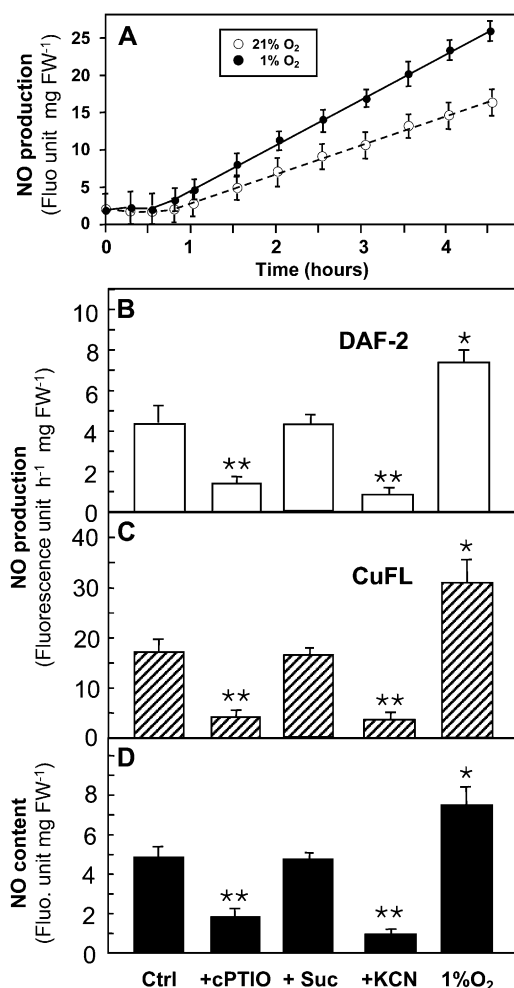 A
21% O₂
1% O₂
NO production
(Fluo unit mg FW⁻¹)
25
20
15
10
5
0
0 1 2 3 4
Time (hours)
B
DAF-2
10
8
6
4
2
0
**
**
*
NO production
(Fluorescence unit h⁻¹ mg FW⁻¹)
C
CuFL
40
30
20
10
0
**
**
*
D
NO content
(Fluo. unit mg FW⁻¹)
8
6
4
2
0
**
**
*
Ctrl +cPTIO + Suc +KCN 1%O₂